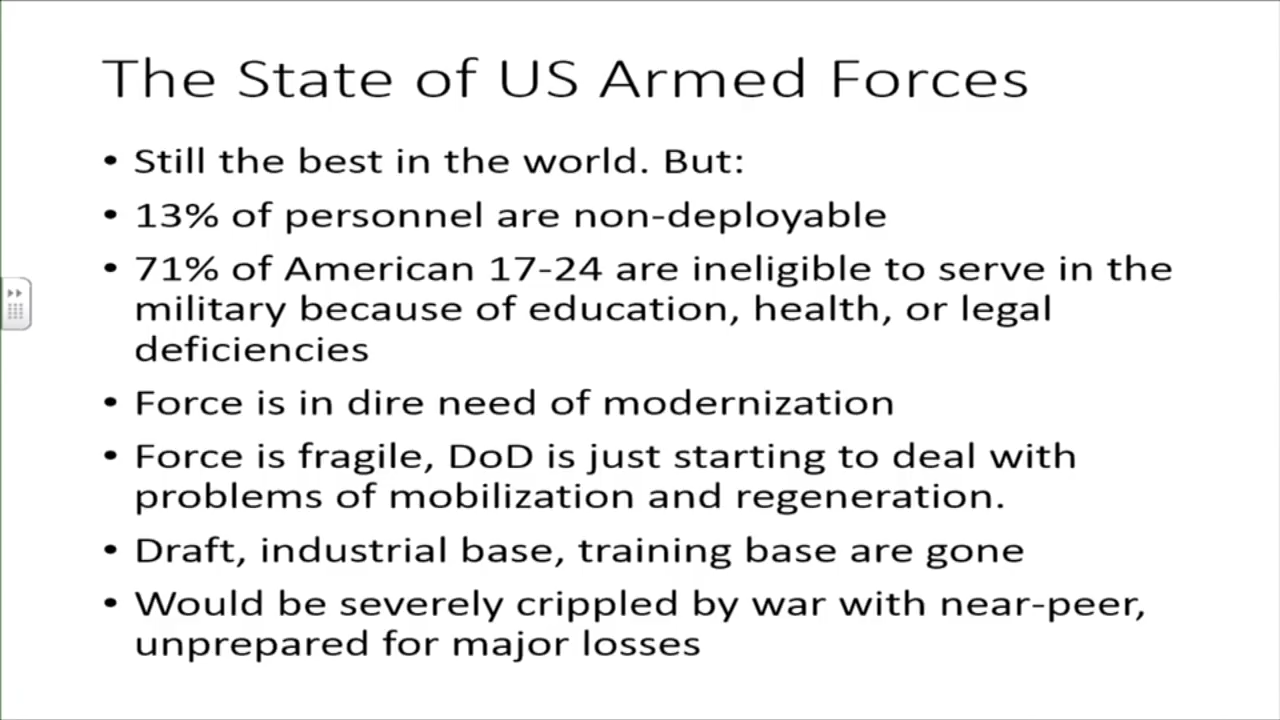 The State of US Armed Forces
• Still the best in the world. But:
• 13% of personnel are non-deployable
• 71% of American 17-24 are ineligible to serve in the
military because of education, health, or legal
deficiencies
• Force is in dire need of modernization
• Force is fragile, DoD is just starting to deal with
problems of mobilization and regeneration.
• Draft, industrial base, training base are gone
• Would be severely crippled by war with near-peer,
unprepared for major losses